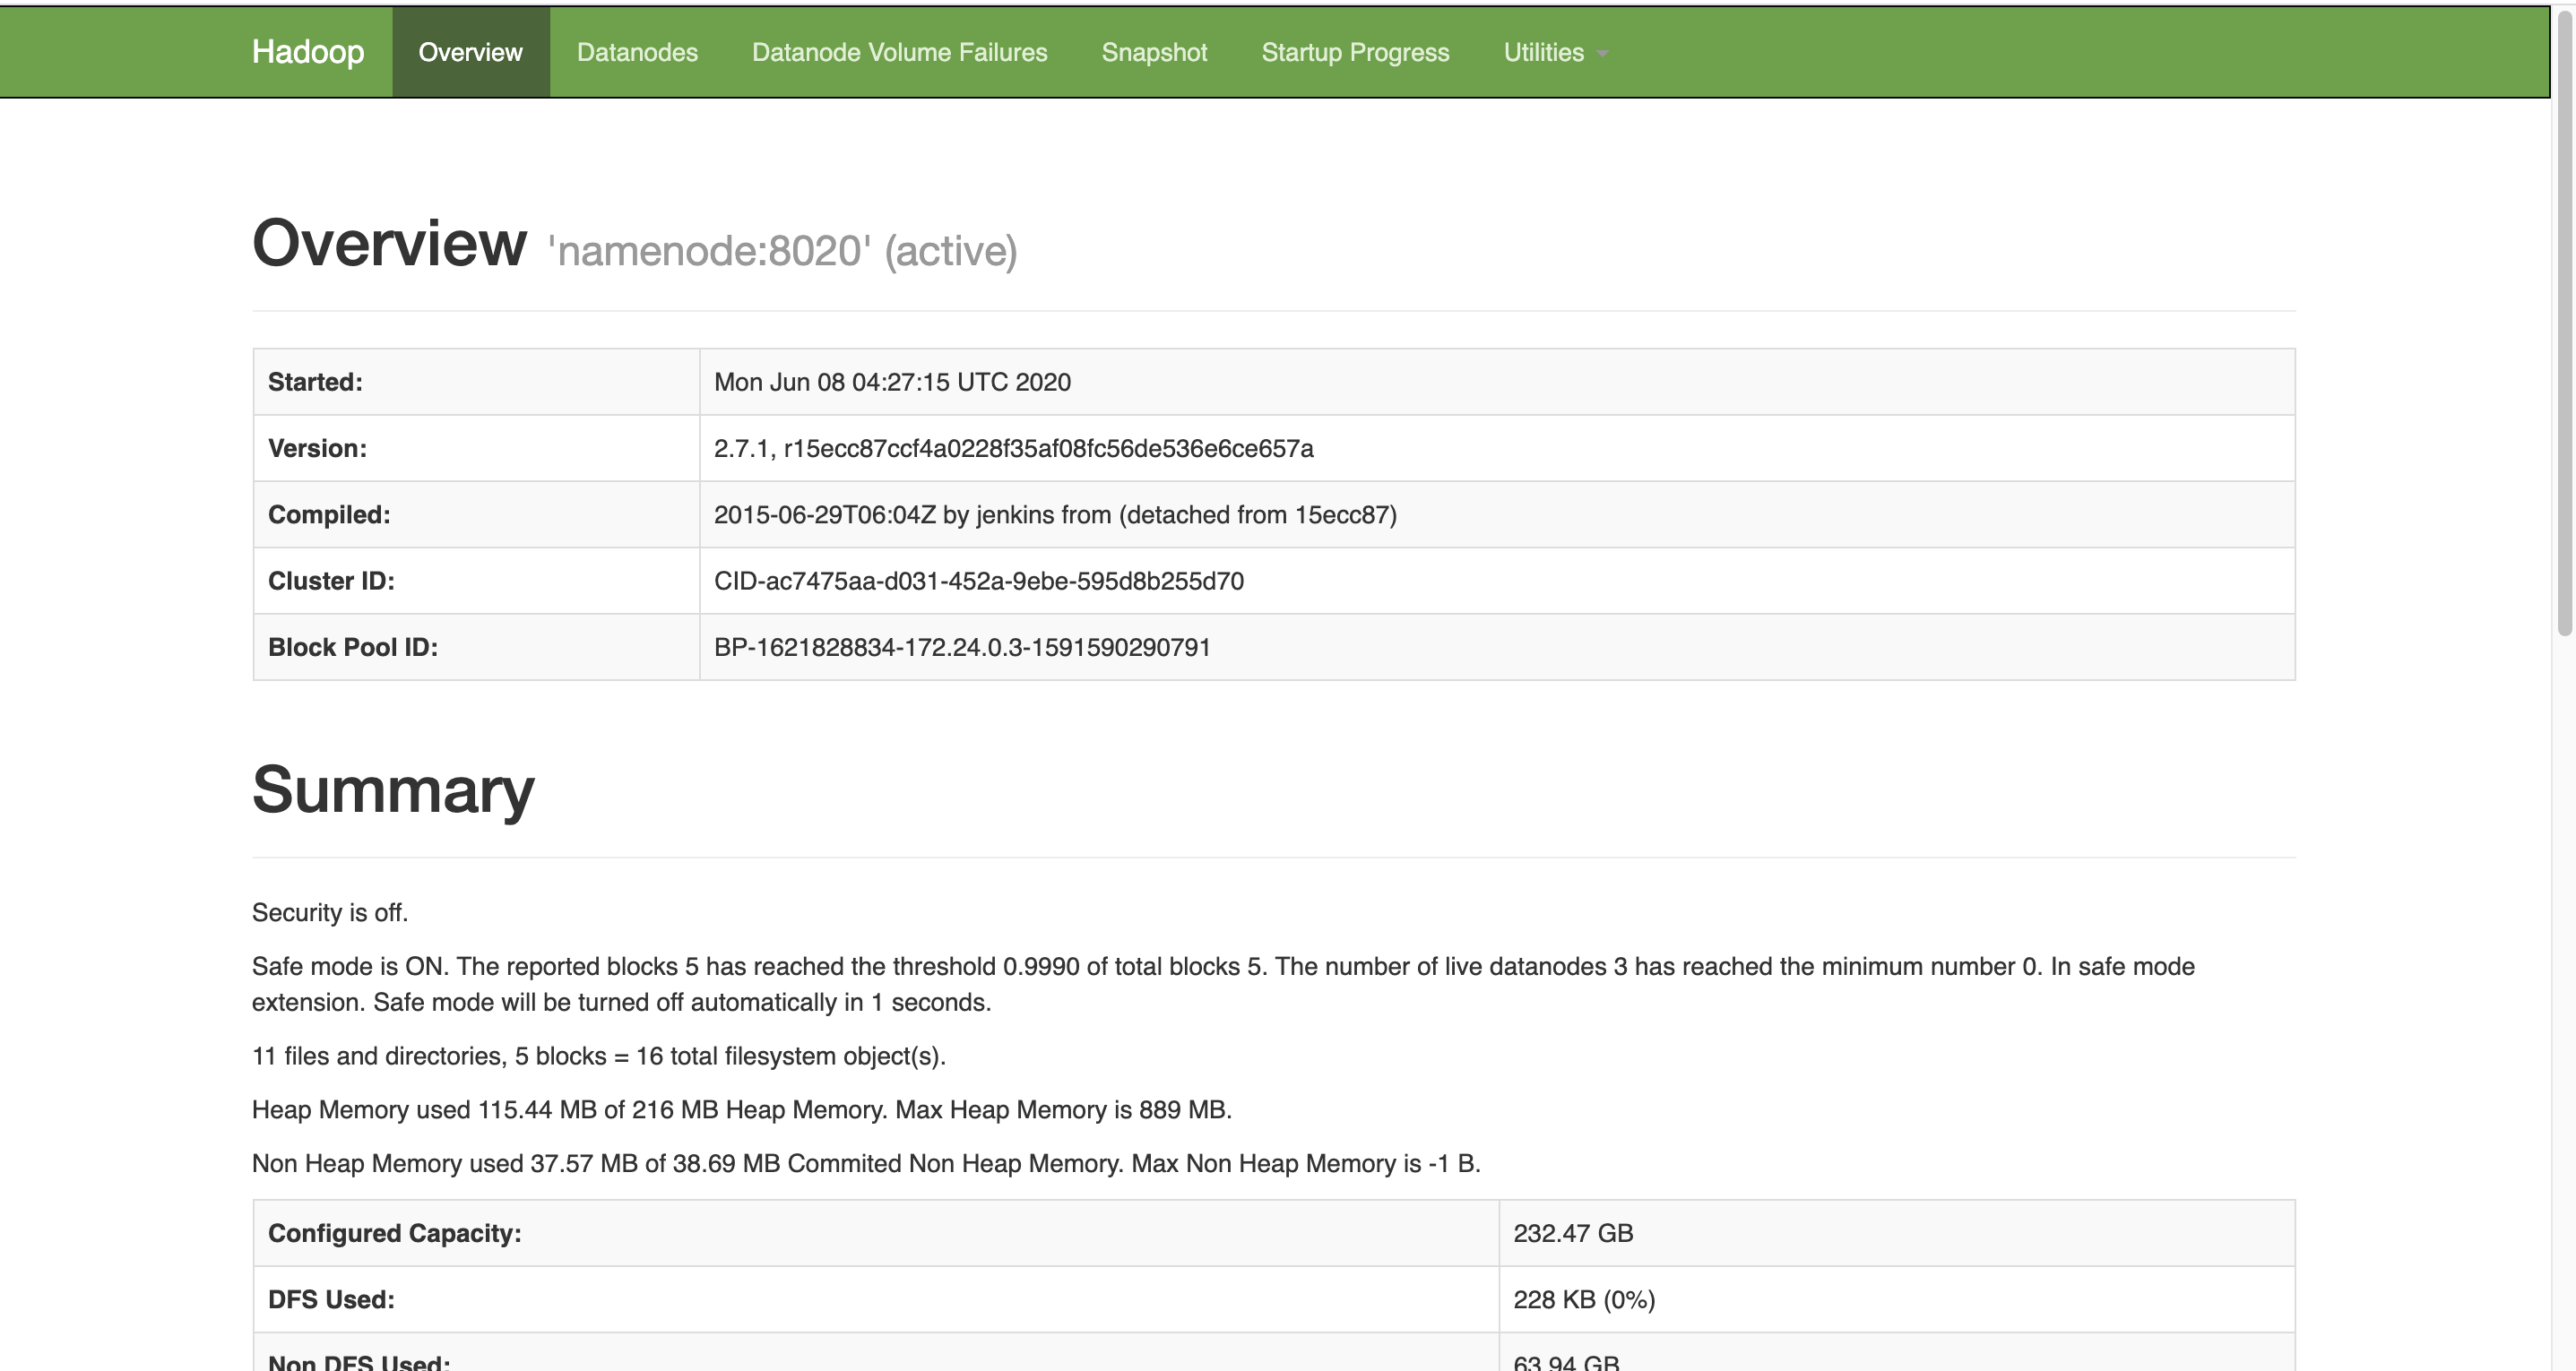 Hadoop Overview Datanodes Datanode Volume Failures Snapshot Startup Progress Utilities
Overview 'namenode:8020' (active)
Started: Mon Jun 08 04:27:15 UTC 2020
Version: 2.7.1, r15ecc87ccf4a0228f35af08fc56de536e6ce657a
Compiled: 2015-06-29T06:04Z by jenkins from (detached from 15ecc87)
Cluster ID: CID-ac7475aa-d031-452a-9ebe-595d8b255d70
Block Pool ID: BP-1621828834-172.24.0.3-1591590290791
Summary
Security is off.
Safe mode is ON. The reported blocks 5 has reached the threshold 0.9990 of total blocks 5. The number of live datanodes 3 has reached the minimum number 0. In safe mode
extension. Safe mode will be turned off automatically in 1 seconds.
11 files and directories, 5 blocks = 16 total filesystem object(s).
Heap Memory used 115.44 MB of 216 MB Heap Memory. Max Heap Memory is 889 MB.
Non Heap Memory used 37.57 MB of 38.69 MB Commited Non Heap Memory. Max Non Heap Memory is -1 B.
Configured Capacity: 232.47 GB
DFS Used: 228 KB (0%)
Non DFS Used: 63.94 GB